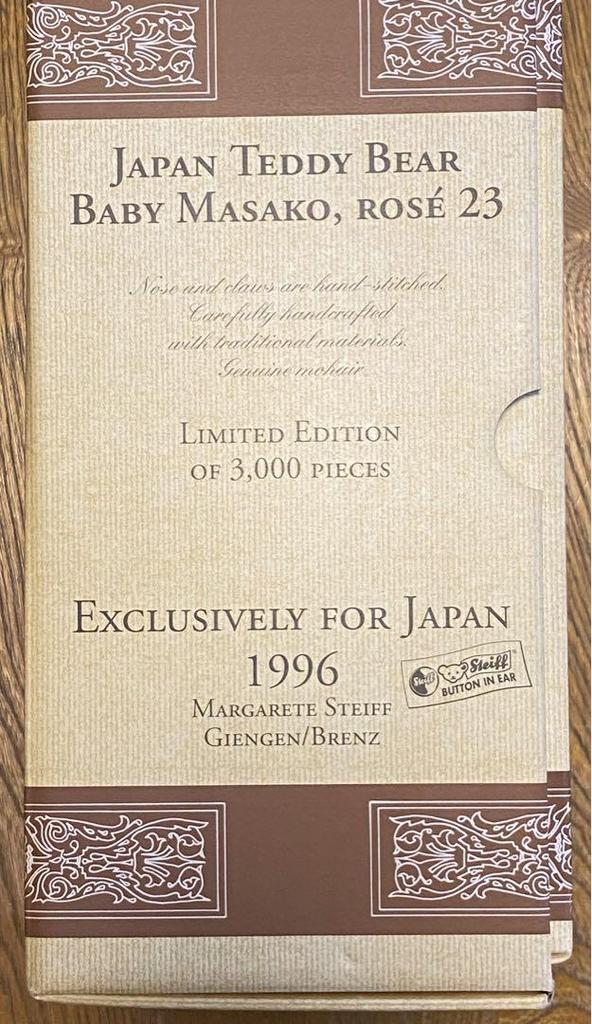 JAPAN TEDDY BEAR
BABY MASAKO, ROSÉ 23
Nose and claws are hand-stitched.
Carefully handcrafted
with traditional materials.
Genuine mohair
LIMITED EDITION
OF 3,000 PIECES
EXCLUSIVELY FOR JAPAN
1996
Steiff Steiff
BUTTON IN EAR
MARGARETE STEIFF
GIENGEN/BRENZ